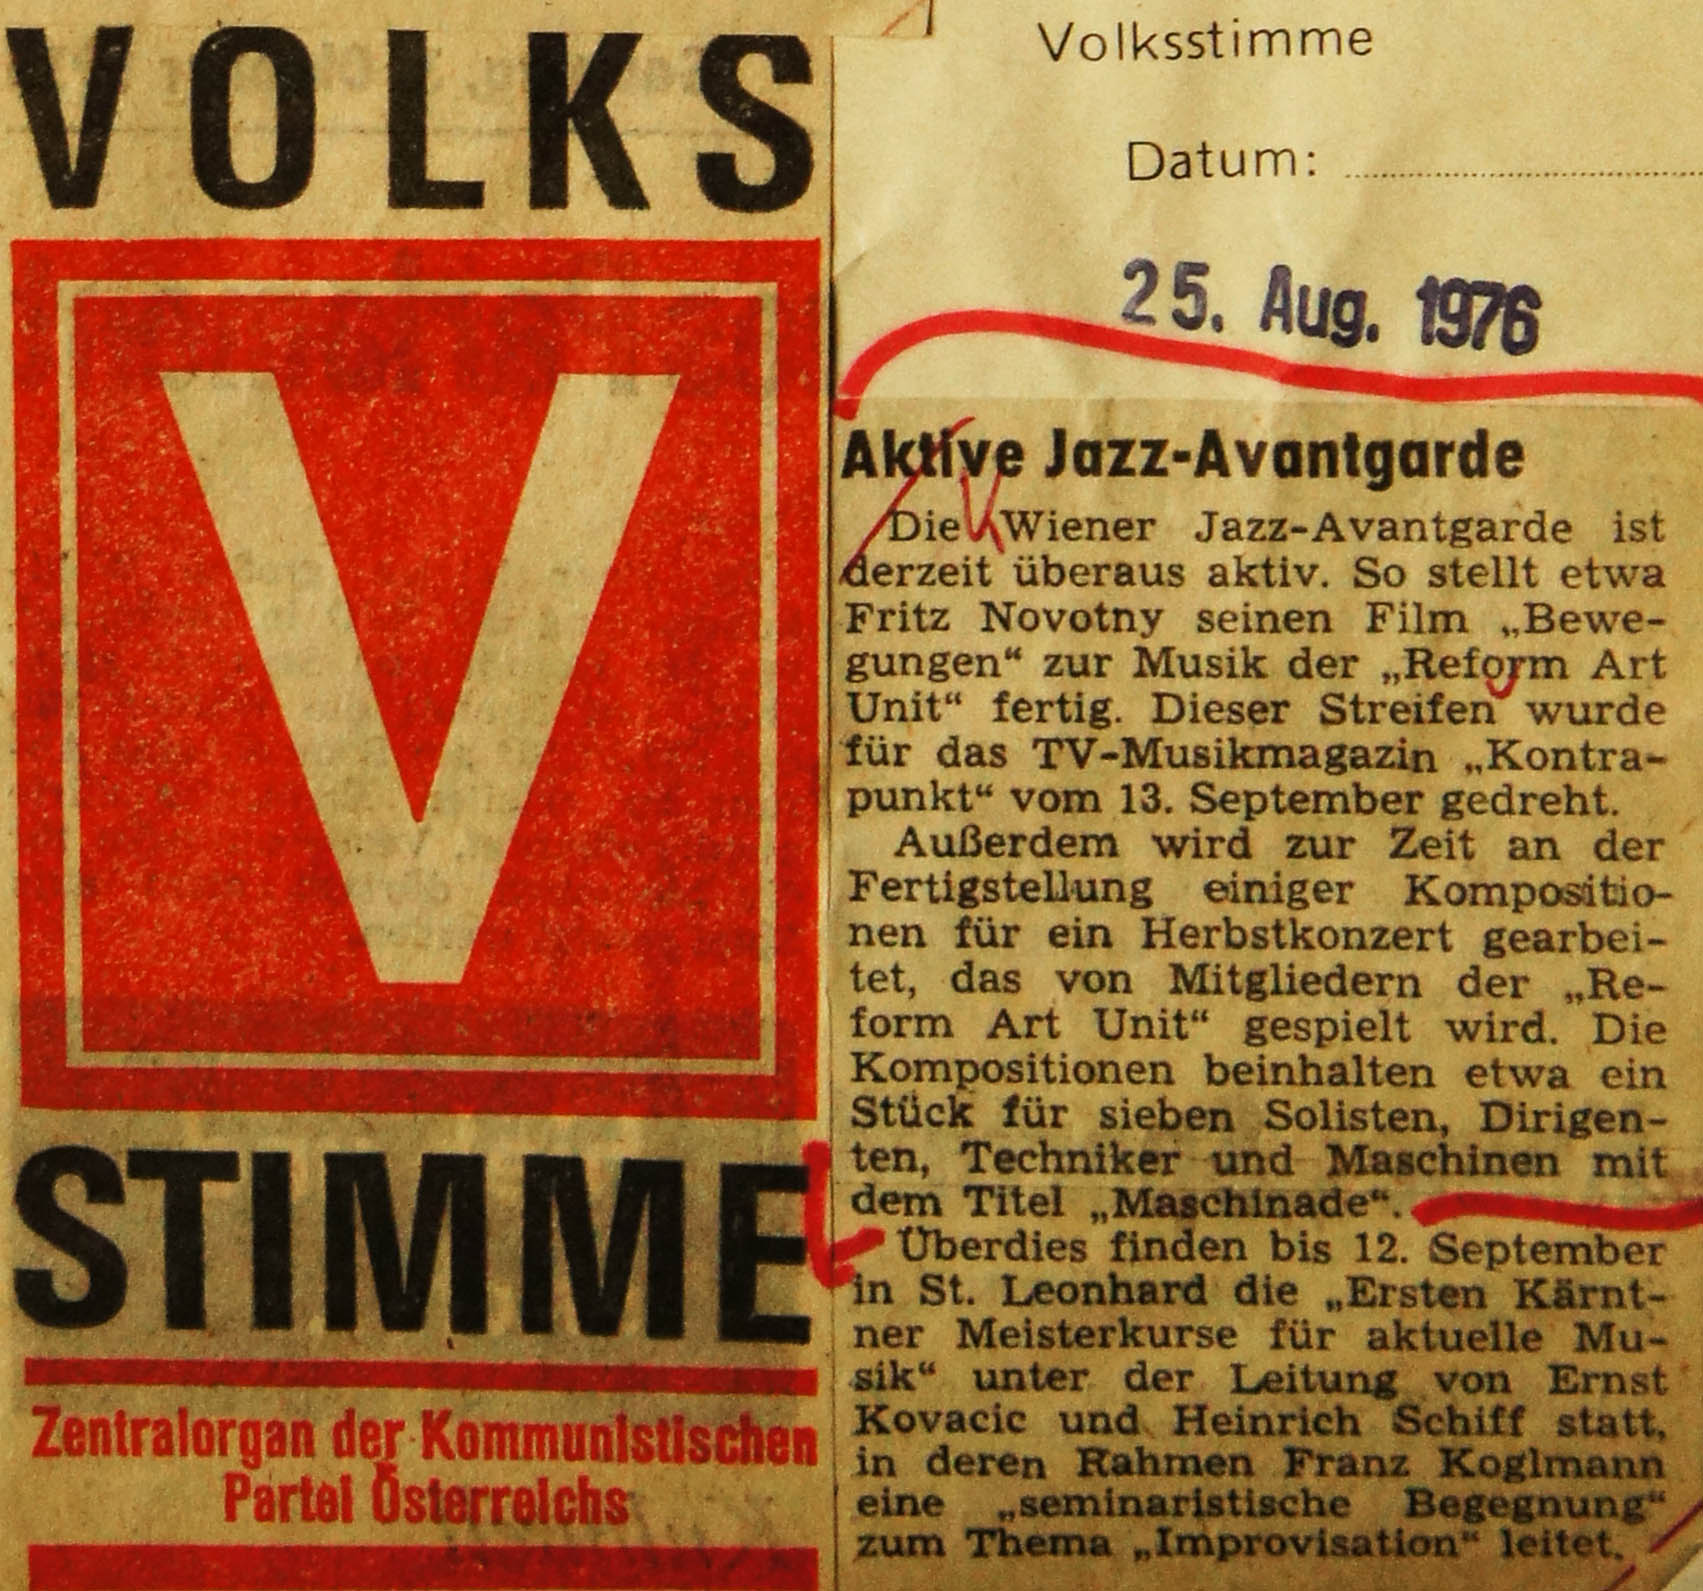 VOLKS
V
STIMME
Zentralorgan der Kommunistischen
Partei Österreichs
Volksstimme
Datum:
25. Aug. 1976
Aktive Jazz-Avantgarde
Die Wiener Jazz-Avantgarde ist
derzeit überaus aktiv. So stellt etwa
Fritz Novotny seinen Film „Bewe-
gungen“ zur Musik der „Reform Art
Unit“ fertig. Dieser Streifen wurde
für das TV-Musikmagazin „Kontra-
punkt“ vom 13. September gedreht.
Außerdem wird zur Zeit an der
Fertigstellung einiger Kompositio-
nen für ein Herbstkonzert gearbei-
tet, das von Mitgliedern der „Re-
form Art Unit“ gespielt wird. Die
Kompositionen beinhalten etwa ein
Stück für sieben Solisten, Dirigen-
ten, Techniker und Maschinen mit
dem Titel „Maschinade“.
Überdies finden bis 12. September
in St. Leonhard die „Ersten Kärnt-
ner Meisterkurse für aktuelle Mu-
sik“ unter der Leitung von Ernst
Kovacic und Heinrich Schiff statt,
in deren Rahmen Franz Koglmann
eine „seminaristische Begegnung“
zum Thema „Improvisation“ leitet.